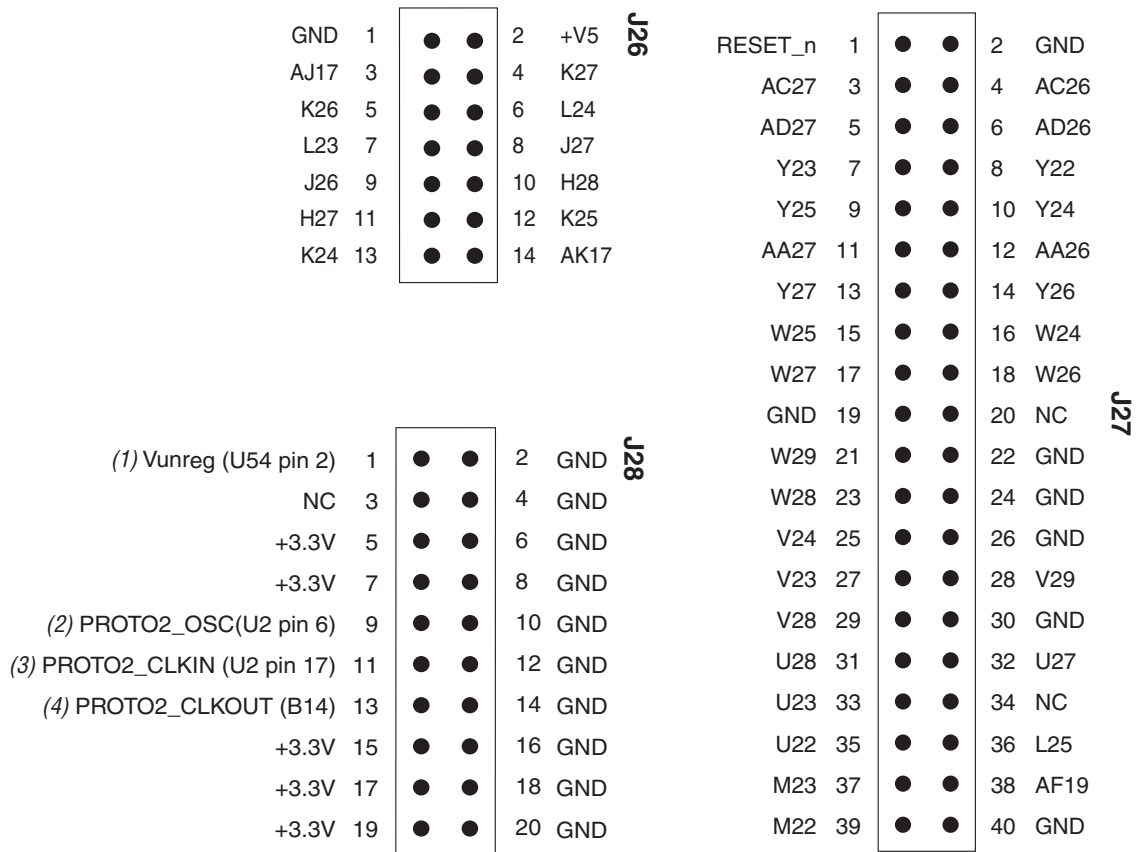 J26
GND 1 2 +V5
AJ17 3 4 K27
K26 5 6 L24
L23 7 8 J27
J26 9 10 H28
H27 11 12 K25
K24 13 14 AK17
J28
(1) Vunreg (U54 pin 2) 1 2 GND
NC 3 4 GND
+3.3V 5 6 GND
+3.3V 7 8 GND
(2) PROTO2_OSC(U2 pin 6) 9 10 GND
(3) PROTO2_CLKIN (U2 pin 17) 11 12 GND
(4) PROTO2_CLKOUT (B14) 13 14 GND
+3.3V 15 16 GND
+3.3V 17 18 GND
+3.3V 19 20 GND
J27
RESET_n 1 2 GND
AC27 3 4 AC26
AD27 5 6 AD26
Y23 7 8 Y22
Y25 9 10 Y24
AA27 11 12 AA26
Y27 13 14 Y26
W25 15 16 W24
W27 17 18 W26
GND 19 20 NC
W29 21 22 GND
W28 23 24 GND
V24 25 26 GND
V23 27 28 V29
V28 29 30 GND
U28 31 32 U27
U23 33 34 NC
U22 35 36 L25
M23 37 38 AF19
M22 39 40 GND